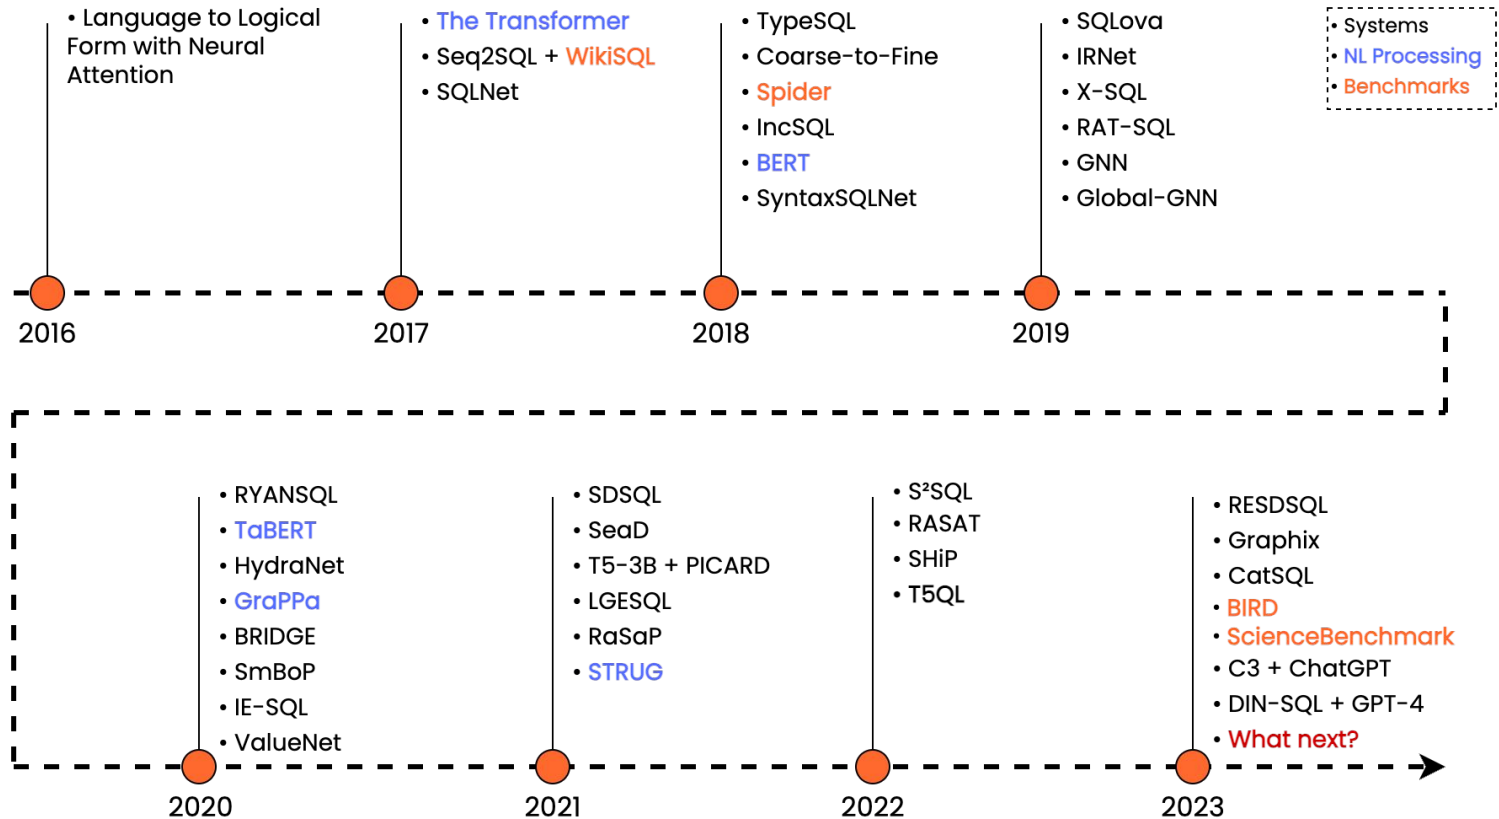 • Language to Logical
Form with Neural
Attention
2016
• The Transformer
• Seq2SQL + WikiSQL
• SQLNet
2017
• TypeSQL
• Coarse-to-Fine
• Spider
• IncSQL
• BERT
• SyntaxSQLNet
2018
• SQLova
• IRNet
• X-SQL
• RAT-SQL
• GNN
• Global-GNN
2019
• Systems
• NL Processing
• Benchmarks
• RYANSQL
• TaBERT
• HydraNet
• GraPPa
• BRIDGE
• SmBoP
• IE-SQL
• ValueNet
2020
• SDSQL
• SeaD
• T5-3B + PICARD
• LGESQL
• RaSaP
• STRUG
2021
• S²SQL
• RASAT
• SHiP
• T5QL
2022
• RESDSQL
• Graphix
• CatSQL
• BIRD
• ScienceBenchmark
• C3 + ChatGPT
• DIN-SQL + GPT-4
• What next?
2023